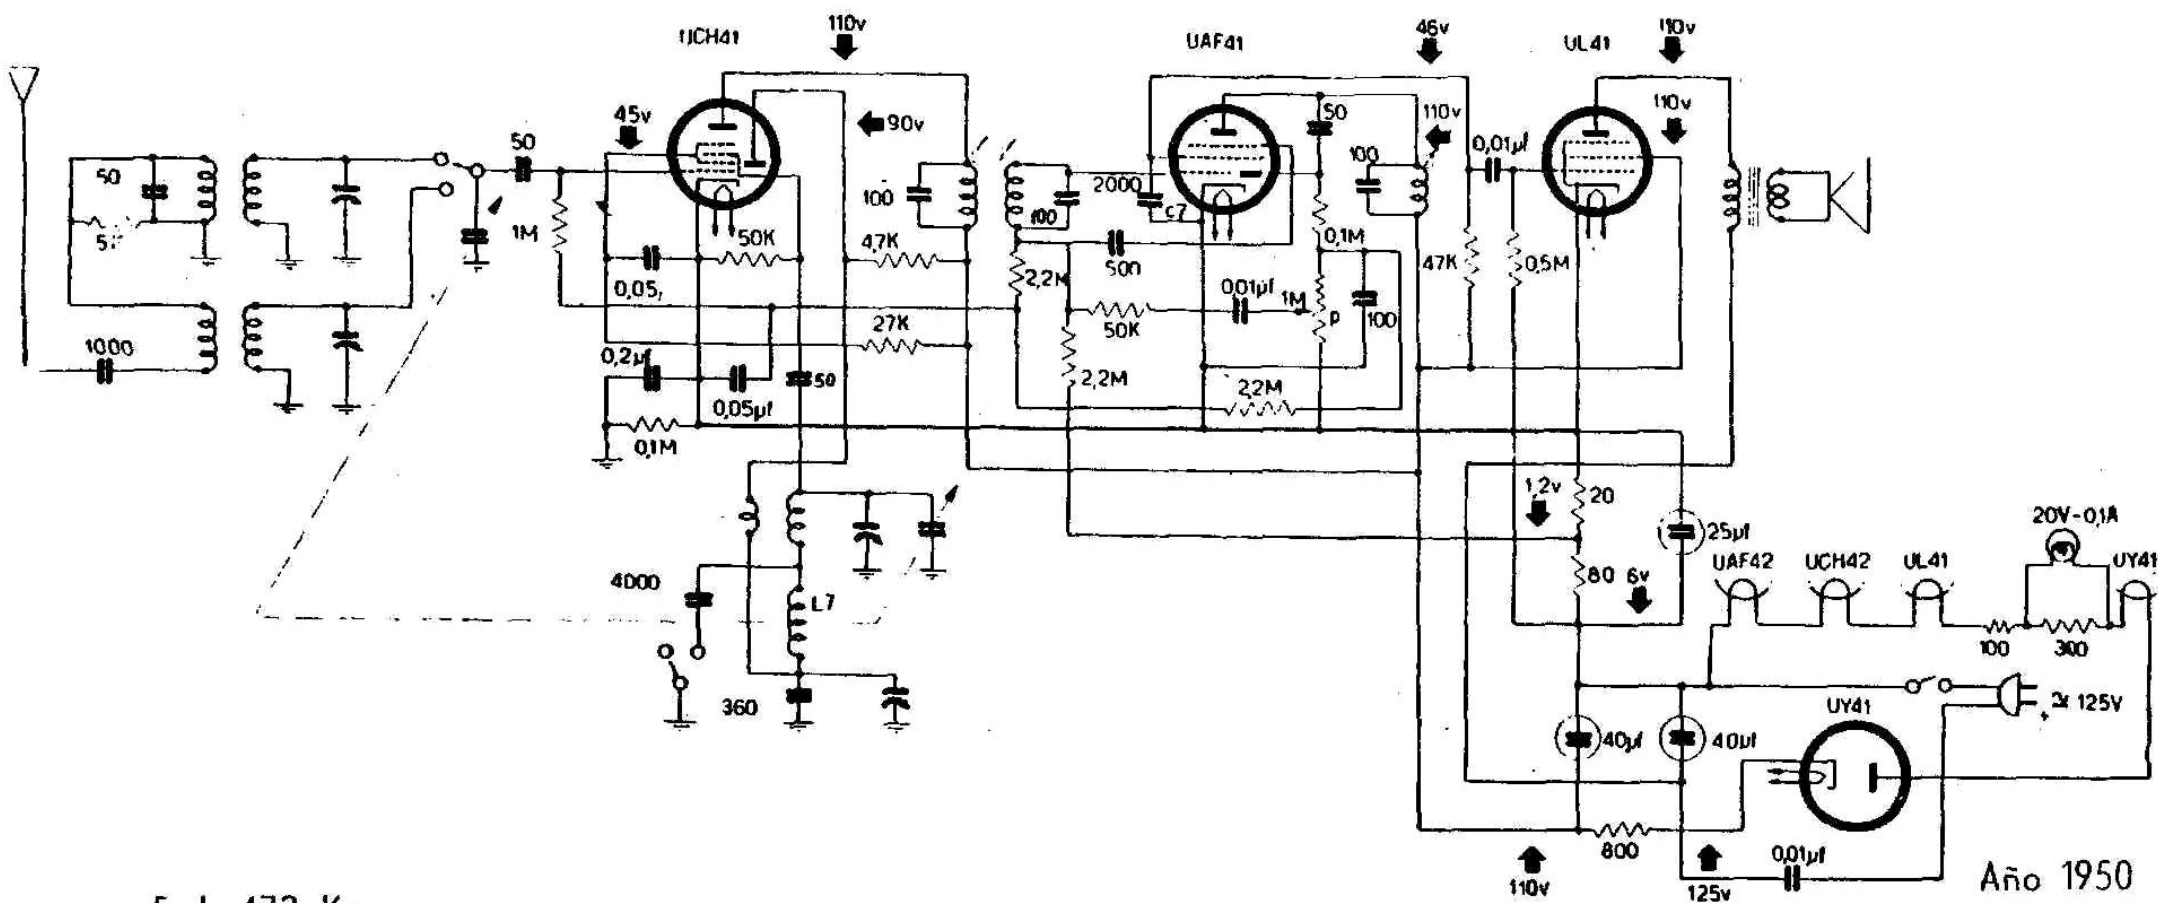 UCH41
110v
UAF41
46v
UL41
110v
45v
90v
110v
110v
50
50
50
100
0,01µf
50
5K
1M
100
100
2000
c7
50K
4,7K
500
0,1M
47K
0,5M
0,05
2,2M
0,01µf
1M
27K
50K
P
100
1000
0,2µf
50
2,2M
2,2M
0,05µf
0,1M
1,2v
20
25µf
20V-0,1A
UAF42
UCH42
UL41
UY41
4000
80
6v
L7
100
300
360
UY41
+
125V
40µf
40µf
800
0,01µf
110v
125v
Año 1950